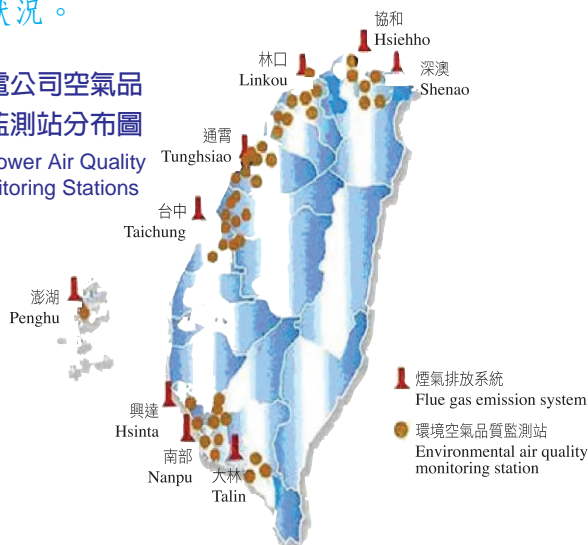 狀況。
電公司空氣品
監測站分布圖
ower Air Quality
itoring Stations
協和
Hsiehho
林口
Linkou
深澳
Shenao
通霄
Tunghsiao
台中
Taichung
澎湖
Penghu
興達
Hsinta
南部
Nanpu
大林
Talin
煙氣排放系統
Flue gas emission system
環境空氣品質監測站
Environmental air quality
monitoring station